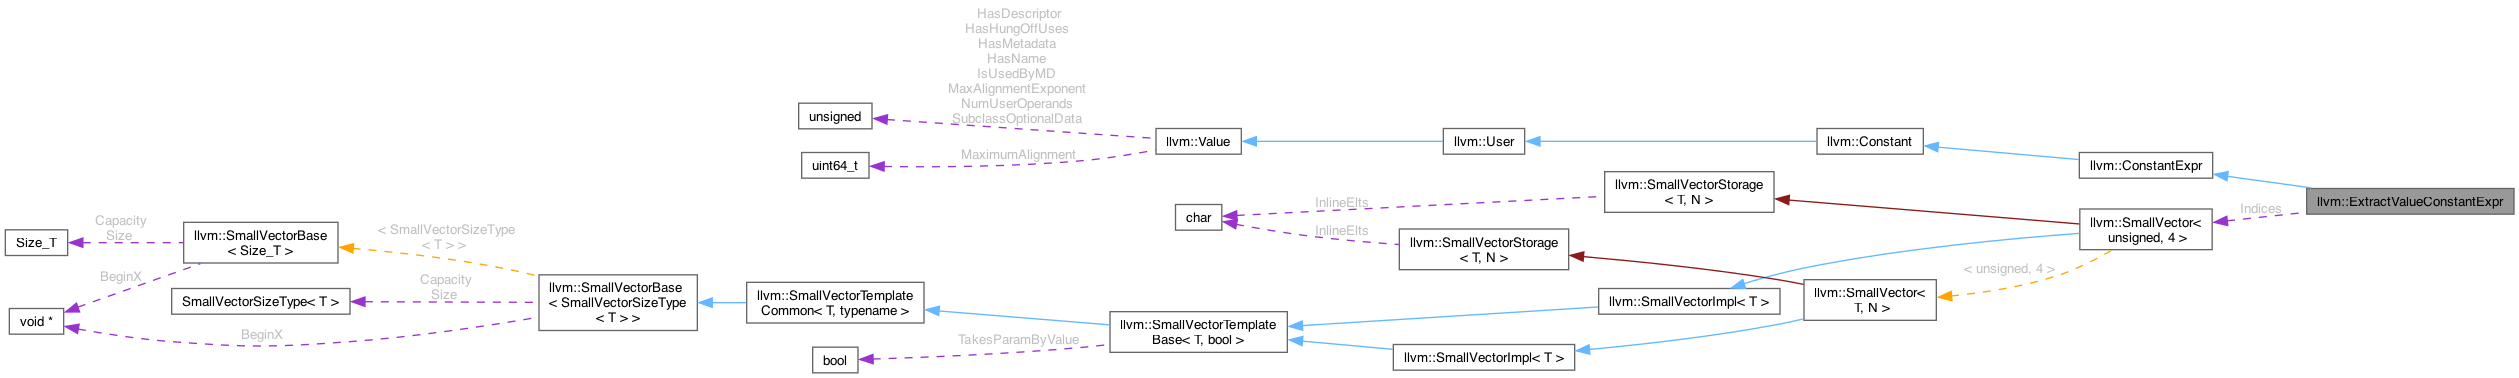 HasDescriptor
HasHungOffUses
HasMetadata
HasName
IsUsedByMD
MaxAlignmentExponent
NumUserOperands
SubclassOptionalData
unsigned
llvm::Value
llvm::User
llvm::Constant
MaximumAlignment
uint64_t
llvm::ConstantExpr
llvm::ExtractValueConstantExpr
Indices
llvm::SmallVectorStorage
< T, N >
InlineElts
char
InlineElts
llvm::SmallVector<
unsigned, 4 >
llvm::SmallVectorStorage
< T, N >
< unsigned, 4 >
Size_T
Capacity
Size
llvm::SmallVectorBase
< Size_T >
< SmallVectorSizeType
< T > >
BeginX
SmallVectorSizeType< T >
Capacity
Size
llvm::SmallVectorBase
< SmallVectorSizeType
< T > >
llvm::SmallVectorTemplate
Common< T, typename >
llvm::SmallVectorImpl< T >
llvm::SmallVector<
T, N >
void *
BeginX
llvm::SmallVectorTemplate
Base< T, bool >
TakesParamByValue
bool
llvm::SmallVectorImpl< T >